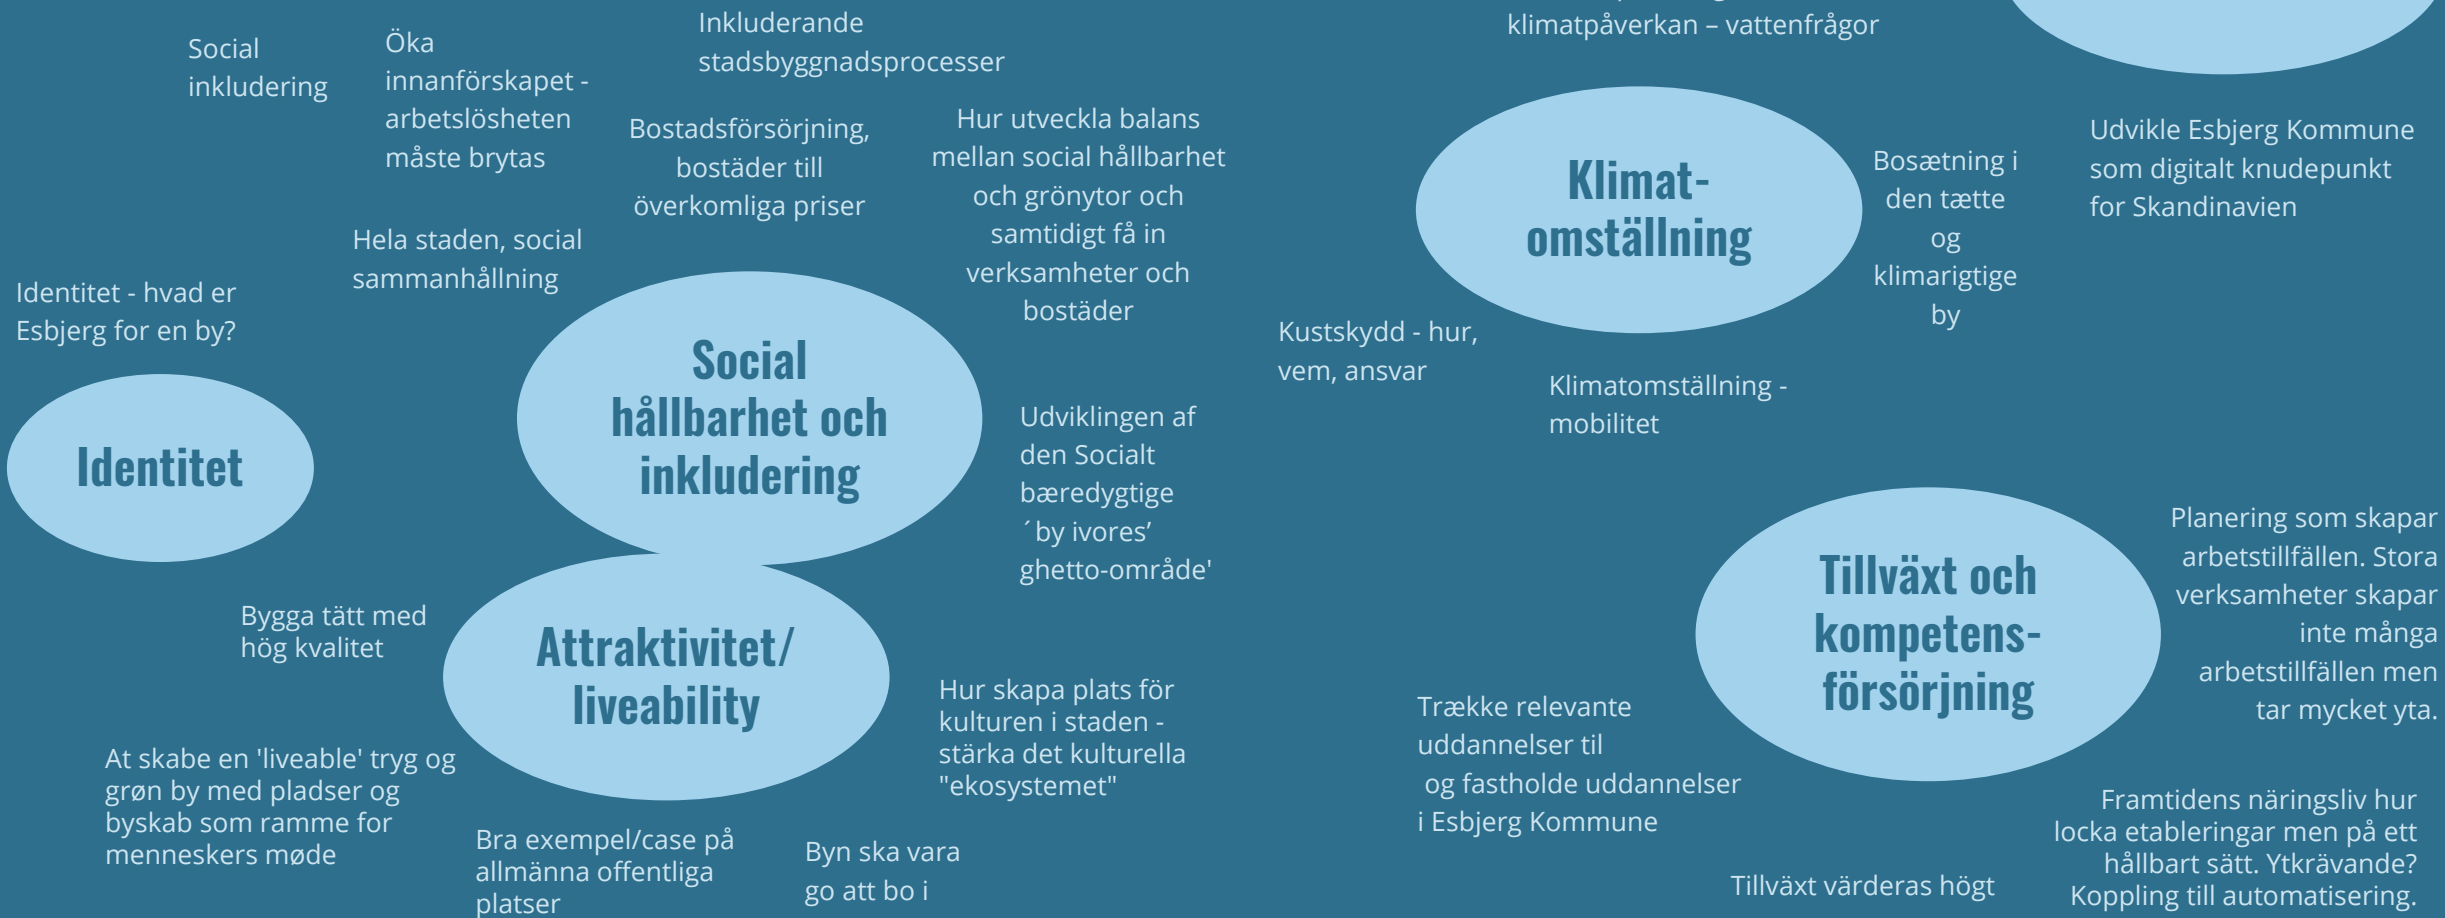 Social
inkludering
Öka
innanförskapet -
arbetslösheten
måste brytas
Inkluderande
stadsbyggnadsprocesser
Bostadsförsörjning,
bostäder till
överkomliga priser
Hur utveckla balans
mellan social hållbarhet
och grönytor och
samtidigt få in
verksamheter och
bostäder
Hela staden, social
sammanhållning
Identitet - hvad er
Esbjerg for en by?
Identitet
Social
hållbarhet och
inkludering
Udviklingen af
den Socialt
bæredygtige
´by ivores’
ghetto-område'
Bygga tätt med
hög kvalitet
Attraktivitet/
liveability
Hur skapa plats för
kulturen i staden -
stärka det kulturella
"ekosystemet"
At skabe en 'liveable' tryg og
grøn by med pladser og
byskab som ramme for
menneskers møde
Bra exempel/case på
allmänna offentliga
platser
Byn ska vara
go att bo i
klimatpåverkan – vattenfrågor
Klimat-
omställning
Bosætning i
den tætte
og
klimarigtige
by
Udvikle Esbjerg Kommune
som digitalt knudepunkt
for Skandinavien
Kustskydd - hur,
vem, ansvar
Klimatomställning -
mobilitet
Tillväxt och
kompetens-
försörjning
Planering som skapar
arbetstillfällen. Stora
verksamheter skapar
inte många
arbetstillfällen men
tar mycket yta.
Trække relevante
uddannelser til
og fastholde uddannelser
i Esbjerg Kommune
Tillväxt värderas högt
Framtidens näringsliv hur
locka etableringar men på ett
hållbart sätt. Ytkrävande?
Koppling till automatisering.